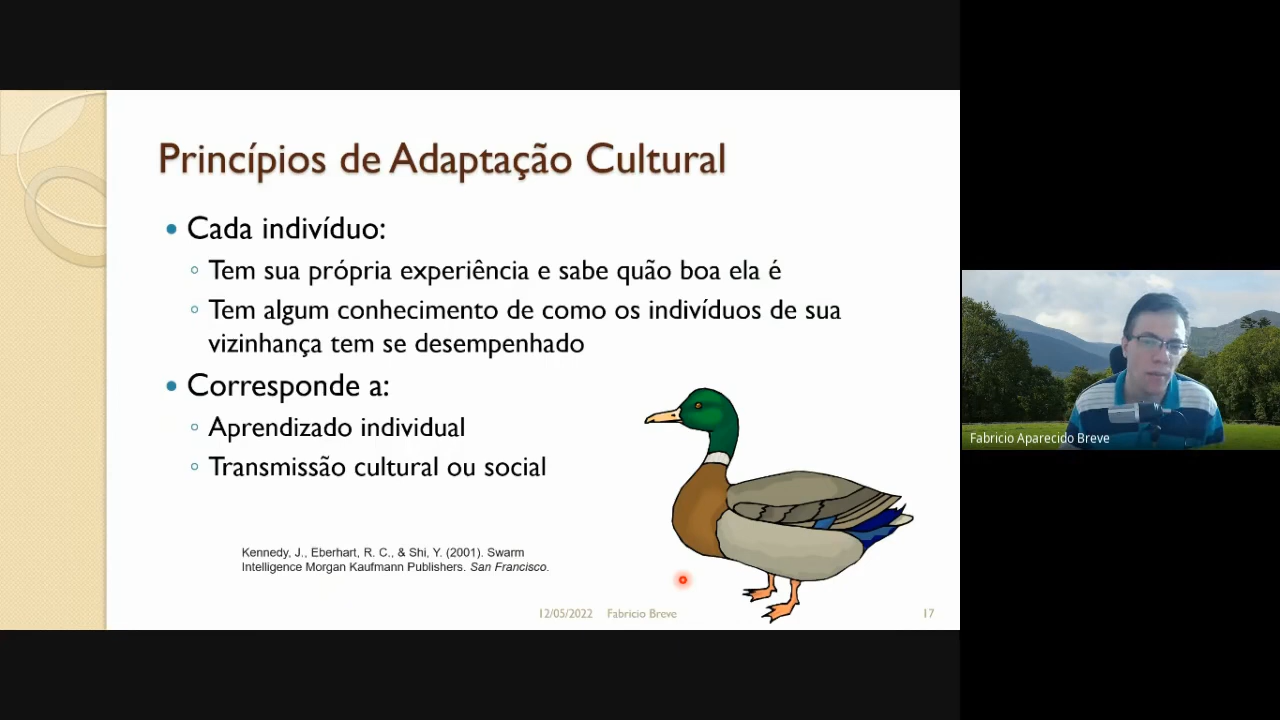 Princípios de Adaptação Cultural
Cada indivíduo:
Tem sua própria experiência e sabe quão boa ela é
Tem algum conhecimento de como os indivíduos de sua
vizinhança tem se desempenhado
Corresponde a:
Aprendizado individual
Transmissão cultural ou social
Kennedy, J., Eberhart, R. C., & Shi, Y. (2001). Swarm
Intelligence Morgan Kaufmann Publishers. San Francisco.
12/05/2022 Fabricio Breve 17
Fabricio Aparecido Breve